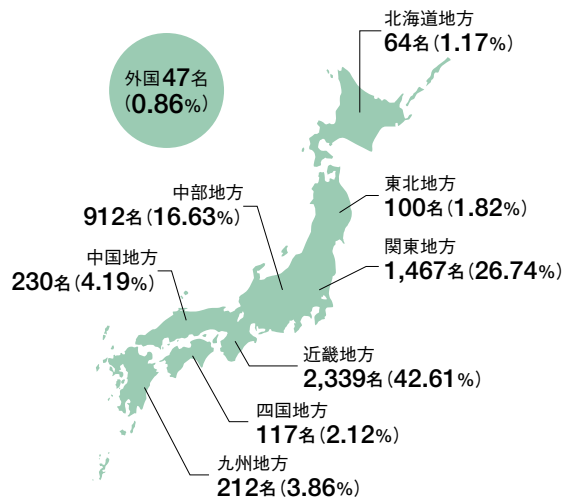 北海道地方
64名（1.17%）
外国47名
（0.86%）
東北地方
100名（1.82%）
中部地方
912名（16.63%）
関東地方
1,467名（26.74%）
中国地方
230名（4.19%）
近畿地方
2,339名（42.61%）
四国地方
117名（2.12%）
九州地方
212名（3.86%）